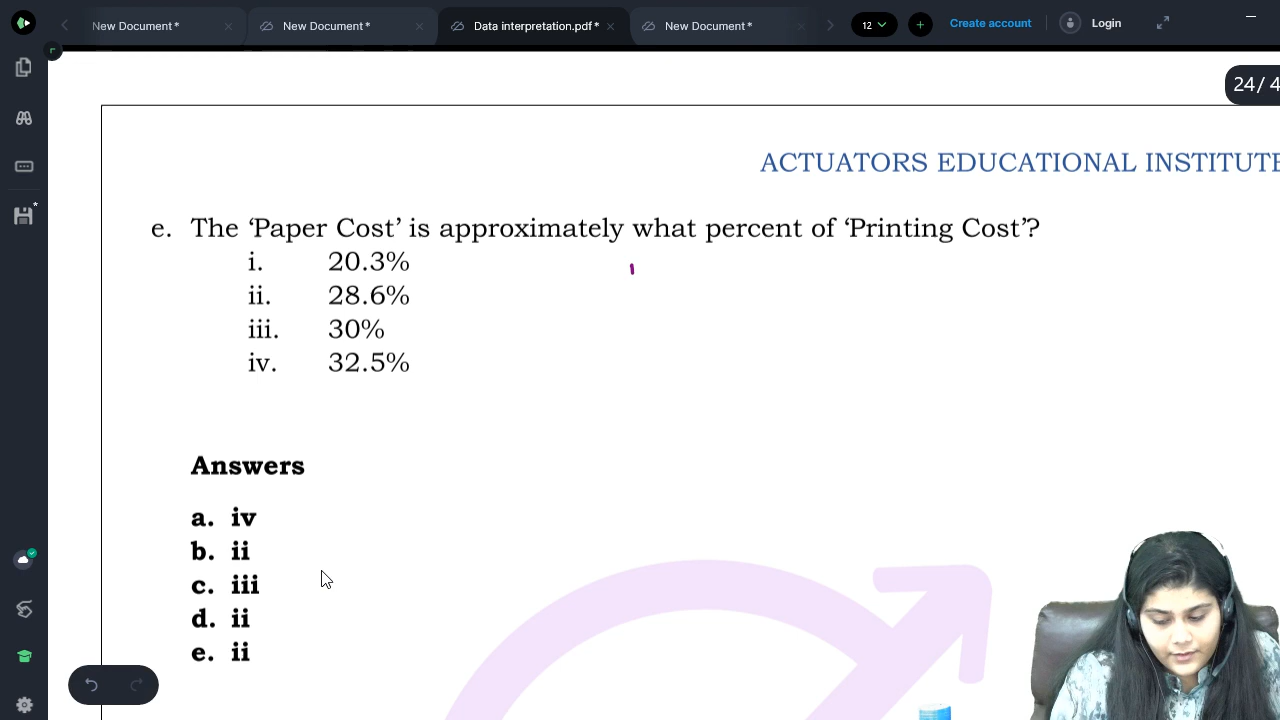 New Document*
New Document*
Data interpretation.pdf*
New Document*
12
Create account
Login
24/ 4
ACTUATORS EDUCATIONAL INSTITUTE
e. The ‘Paper Cost’ is approximately what percent of ‘Printing Cost’?
i. 20.3%
ii. 28.6%
iii. 30%
iv. 32.5%
Answers
a. iv
b. ii
c. iii
d. ii
e. ii